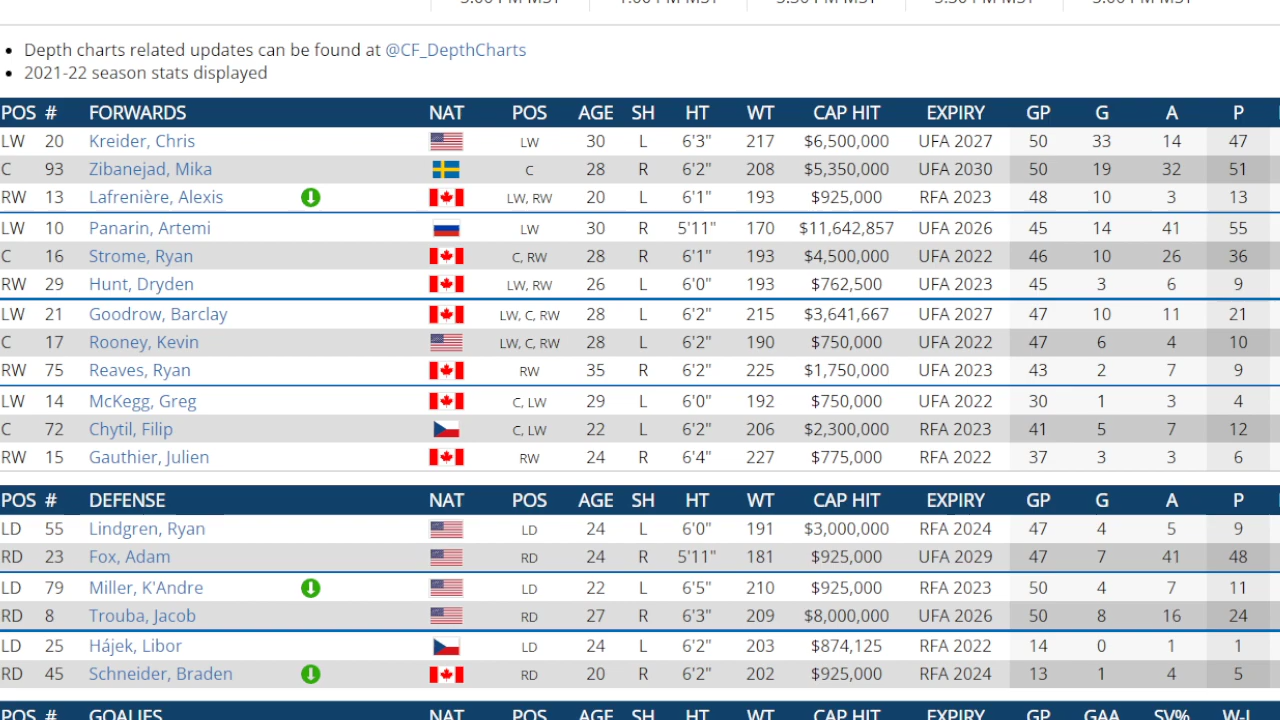 Depth charts related updates can be found at @CF_DepthCharts
2021-22 season stats displayed
POS # FORWARDS NAT POS AGE SH HT WT CAP HIT EXPIRY GP G A P
LW 20 Kreider, Chris LW 30 L 6'3" 217 $6,500,000 UFA 2027 50 33 14 47
C 93 Zibanejad, Mika C 28 R 6'2" 208 $5,350,000 UFA 2030 50 19 32 51
RW 13 Lafrenière, Alexis LW, RW 20 L 6'1" 193 $925,000 RFA 2023 48 10 3 13
LW 10 Panarin, Artemi LW 30 R 5'11" 170 $11,642,857 UFA 2026 45 14 41 55
C 16 Strome, Ryan C, RW 28 R 6'1" 193 $4,500,000 UFA 2022 46 10 26 36
RW 29 Hunt, Dryden LW, RW 26 L 6'0" 193 $762,500 UFA 2023 45 3 6 9
LW 21 Goodrow, Barclay LW, C, RW 28 L 6'2" 215 $3,641,667 UFA 2027 47 10 11 21
C 17 Rooney, Kevin LW, C, RW 28 L 6'2" 190 $750,000 UFA 2022 47 6 4 10
RW 75 Reaves, Ryan RW 35 R 6'2" 225 $1,750,000 UFA 2023 43 2 7 9
LW 14 McKegg, Greg C, LW 29 L 6'0" 192 $750,000 UFA 2022 30 1 3 4
C 72 Chytil, Filip C, LW 22 L 6'2" 206 $2,300,000 RFA 2023 41 5 7 12
RW 15 Gauthier, Julien RW 24 R 6'4" 227 $775,000 RFA 2022 37 3 3 6
POS # DEFENSE NAT POS AGE SH HT WT CAP HIT EXPIRY GP G A P
LD 55 Lindgren, Ryan LD 24 L 6'0" 191 $3,000,000 RFA 2024 47 4 5 9
RD 23 Fox, Adam RD 24 R 5'11" 181 $925,000 UFA 2029 47 7 41 48
LD 79 Miller, K'Andre LD 22 L 6'5" 210 $925,000 RFA 2023 50 4 7 11
RD 8 Trouba, Jacob RD 27 R 6'3" 209 $8,000,000 UFA 2026 50 8 16 24
LD 25 Hájek, Libor LD 24 L 6'2" 203 $874,125 RFA 2022 14 0 1 1
RD 45 Schneider, Braden RD 20 R 6'2" 202 $925,000 RFA 2024 13 1 4 5
POS # GOALIES NAT POS AGE SH HT WT CAP HIT EXPIRY GP GAA SV% W-L